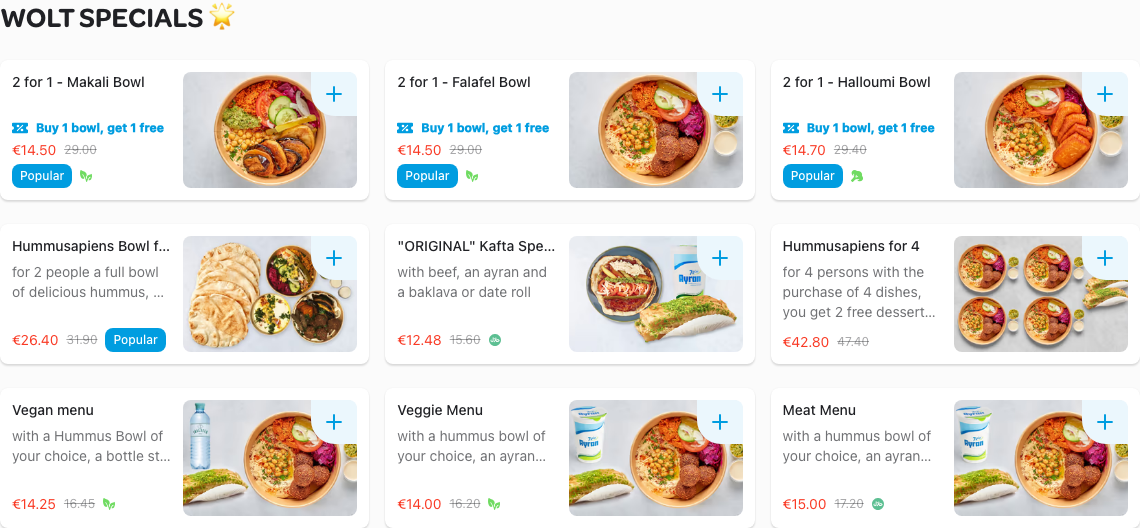 WOLT SPECIALS 🌟
2 for 1 - Makali Bowl
Buy 1 bowl, get 1 free
€14.50 29.00
Popular
2 for 1 - Falafel Bowl
Buy 1 bowl, get 1 free
€14.50 29.00
Popular
2 for 1 - Halloumi Bowl
Buy 1 bowl, get 1 free
€14.70 29.40
Popular
Hummusapiens Bowl f...
for 2 people a full bowl
of delicious hummus, ...
€26.40 31.90 Popular
"ORIGINAL" Kafta Spe...
with beef, an ayran and
a baklava or date roll
€12.48 15.60
Ayran
Hummusapiens for 4
for 4 persons with the
purchase of 4 dishes,
you get 2 free dessert...
€42.80 47.40
Vegan menu
with a Hummus Bowl of
your choice, a bottle st...
€14.25 16.45
Veggie Menu
with a hummus bowl of
your choice, an ayran...
€14.00 16.20
Ayran
Meat Menu
with a hummus bowl of
your choice, an ayran...
€15.00 17.20
Ayran